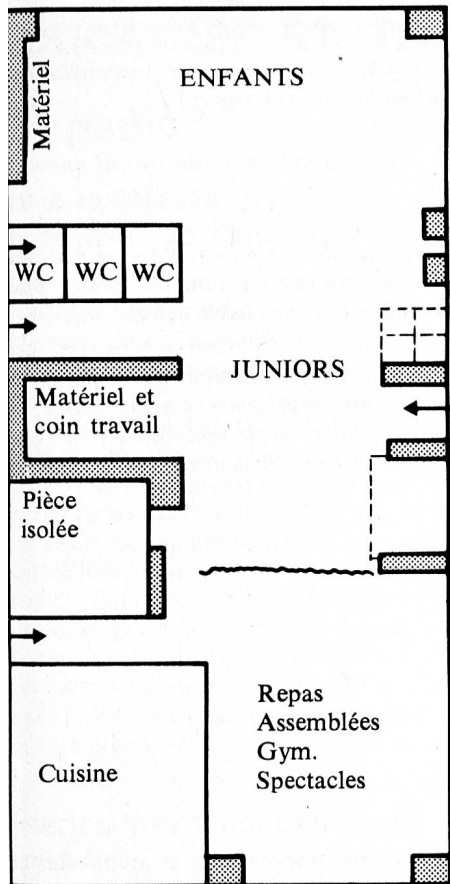 ENFANTS
Matériel
WC WC WC
JUNIORS
Matériel et
coin travail
Pièce
isolée
Repas
Assemblées
Gym.
Spectacles
Cuisine